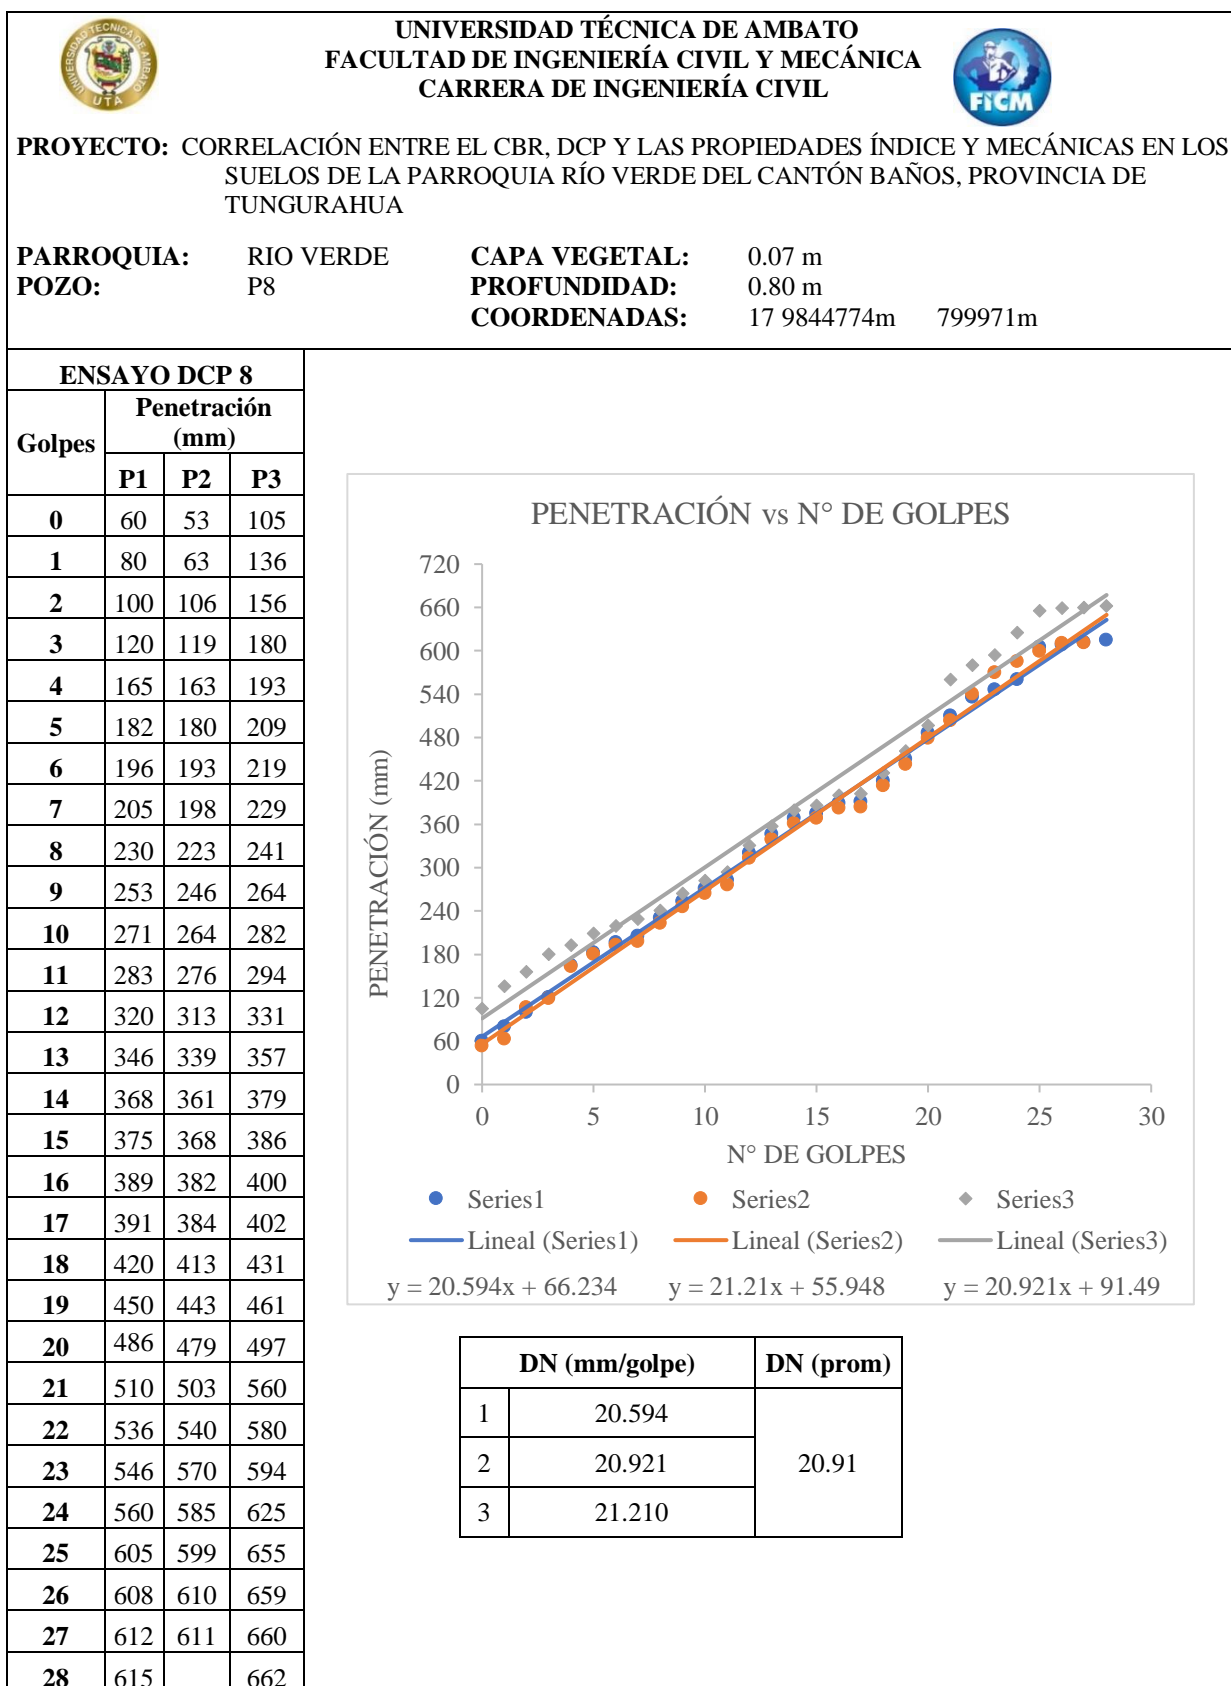 UNIVERSIDAD TÉCNICA DE AMBATO
FACULTAD DE INGENIERÍA CIVIL Y MECÁNICA
CARRERA DE INGENIERÍA CIVIL
UNIVERSIDAD TECNICA DE AMBATO
UTA
FICM
PROYECTO: CORRELACIÓN ENTRE EL CBR, DCP Y LAS PROPIEDADES ÍNDICE Y MECÁNICAS EN LOS
SUELOS DE LA PARROQUIA RÍO VERDE DEL CANTÓN BAÑOS, PROVINCIA DE
TUNGURAHUA
PARROQUIA: RIO VERDE CAPA VEGETAL: 0.07 m
POZO: P8 PROFUNDIDAD: 0.80 m
COORDENADAS: 17 9844774m 799971m
ENSAYO DCP 8
Golpes Penetración
(mm)
P1 P2 P3
0 60 53 105
1 80 63 136
2 100 106 156
3 120 119 180
4 165 163 193
5 182 180 209
6 196 193 219
7 205 198 229
8 230 223 241
9 253 246 264
10 271 264 282
11 283 276 294
12 320 313 331
13 346 339 357
14 368 361 379
15 375 368 386
16 389 382 400
17 391 384 402
18 420 413 431
19 450 443 461
20 486 479 497
21 510 503 560
22 536 540 580
23 546 570 594
24 560 585 625
25 605 599 655
26 608 610 659
27 612 611 660
28 615 662
PENETRACIÓN vs N° DE GOLPES
PENETRACIÓN (mm)
720
660
600
540
480
420
360
300
240
180
120
60
0
0 5 10 15 20 25 30
N° DE GOLPES
Series1 Series2 Series3
Lineal (Series1) Lineal (Series2) Lineal (Series3)
y = 20.594x + 66.234 y = 21.21x + 55.948 y = 20.921x + 91.49
DN (mm/golpe) DN (prom)
1 20.594
2 20.921 20.91
3 21.210